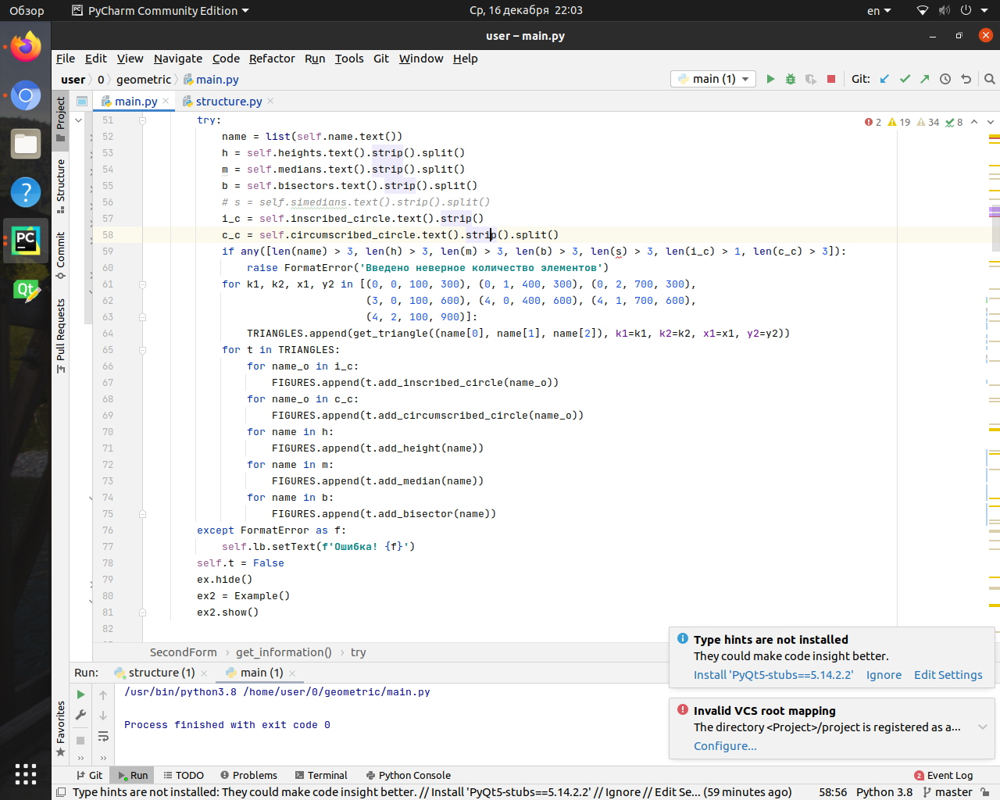 Обзор PyCharm Community Edition Ср, 16 декабря 22:03 en
user – main.py
File Edit View Navigate Code Refactor Run Tools Git Window Help
user 0 geometric main.py main (1) Git:
main.py structure.py
Project
Structure
Commit
Pull Requests
Favorites
2 19 34 8
51 try:
52 name = list(self.name.text())
53 h = self.heights.text().strip().split()
54 m = self.medians.text().strip().split()
55 b = self.bisectors.text().strip().split()
56 # s = self.simedians.text().strip().split()
57 i_c = self.inscribed_circle.text().strip()
58 c_c = self.circumscribed_circle.text().strip().split()
59 if any([len(name) > 3, len(h) > 3, len(m) > 3, len(b) > 3, len(s) > 3, len(i_c) > 1, len(c_c) > 3]):
60 raise FormatError('Введено неверное количество элементов')
61 for k1, k2, x1, y2 in [(0, 0, 100, 300), (0, 1, 400, 300), (0, 2, 700, 300),
62 (3, 0, 100, 600), (4, 0, 400, 600), (4, 1, 700, 600),
63 (4, 2, 100, 900)]:
64 TRIANGLES.append(get_triangle((name[0], name[1], name[2]), k1=k1, k2=k2, x1=x1, y2=y2))
65 for t in TRIANGLES:
66 for name_o in i_c:
67 FIGURES.append(t.add_inscribed_circle(name_o))
68 for name_o in c_c:
69 FIGURES.append(t.add_circumscribed_circle(name_o))
70 for name in h:
71 FIGURES.append(t.add_height(name))
72 for name in m:
73 FIGURES.append(t.add_median(name))
74 for name in b:
75 FIGURES.append(t.add_bisector(name))
76 except FormatError as f:
77 self.lb.setText(f'Ошибка! {f}')
78 self.t = False
79 ex.hide()
80 ex2 = Example()
81 ex2.show()
82
SecondForm › get_information() › try
Type hints are not installed
They could make code insight better.
Install 'PyQt5-stubs==5.14.2.2' Ignore Edit Settings
Invalid VCS root mapping
The directory <Project>/project is registered as a...
Configure...
Run: structure (1) main (1)
/usr/bin/python3.8 /home/user/0/geometric/main.py
Process finished with exit code 0
Git Run TODO Problems Terminal Python Console 2 Event Log
Type hints are not installed: They could make code insight better. // Install 'PyQt5-stubs==5.14.2.2' // Ignore // Edit Se... (59 minutes ago) 58:56 Python 3.8 master